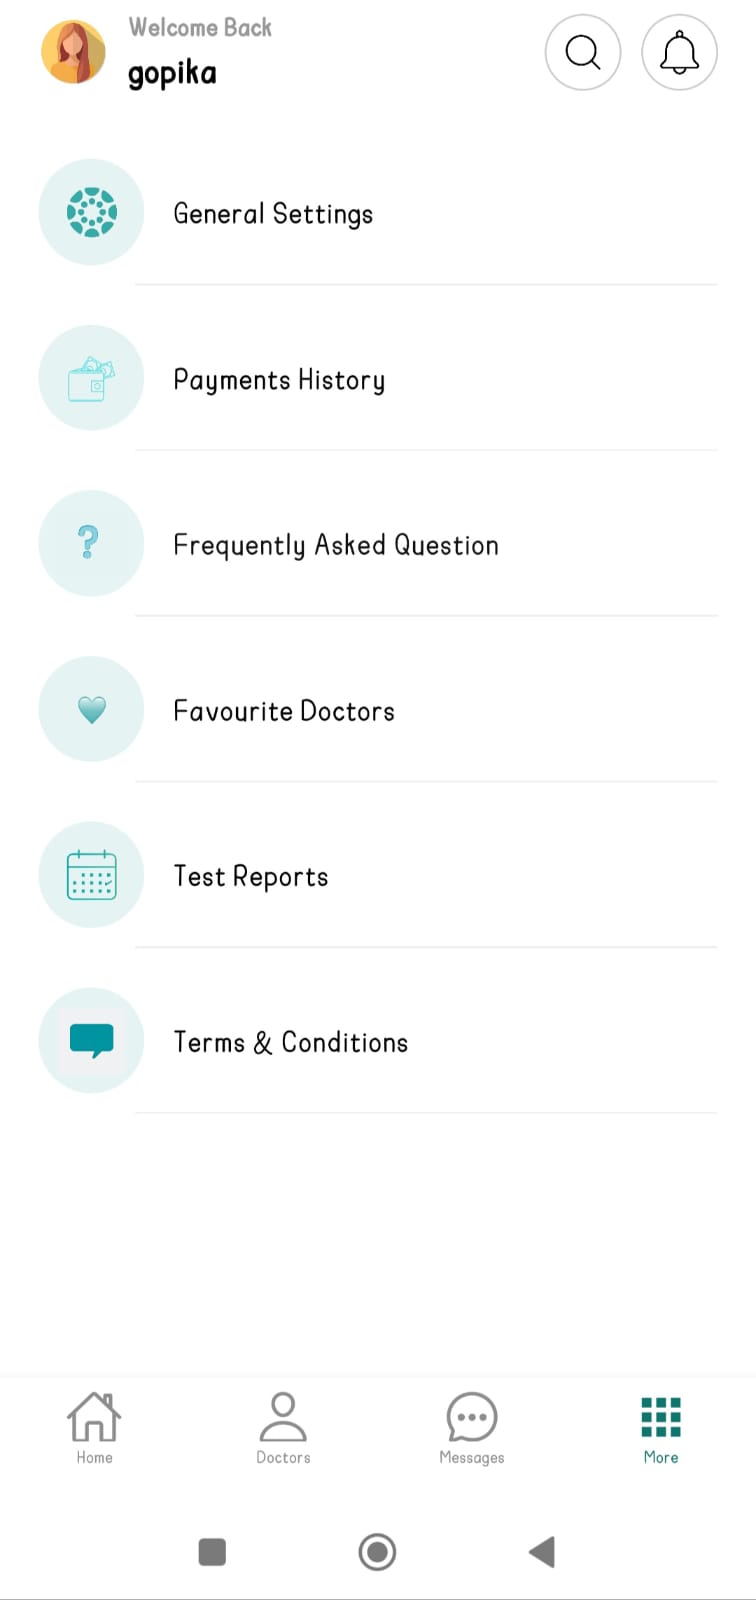 Welcome Back
gopika
General Settings
Payments History
Frequently Asked Question
Favourite Doctors
Test Reports
Terms & Conditions
Home
Doctors
Messages
More